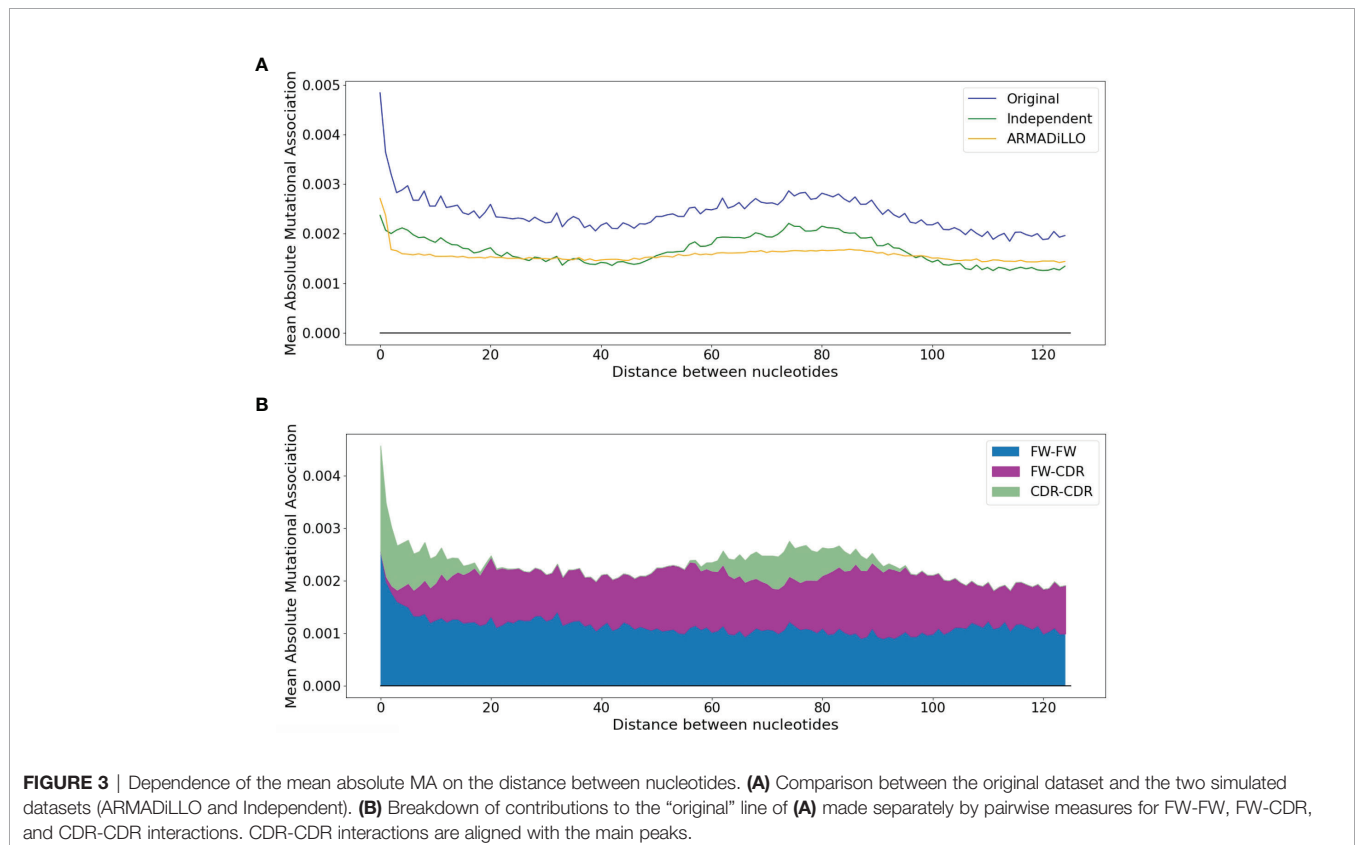 A
Mean Absolute Mutational Association
0.005
0.004
0.003
0.002
0.001
0.000
Original
Independent
ARMADiLLO
0 20 40 60 80 100 120
Distance between nucleotides
B
Mean Absolute Mutational Association
0.004
0.003
0.002
0.001
0.000
FW-FW
FW-CDR
CDR-CDR
0 20 40 60 80 100 120
Distance between nucleotides
FIGURE 3 | Dependence of the mean absolute MA on the distance between nucleotides. (A) Comparison between the original dataset and the two simulated
datasets (ARMADiLLO and Independent). (B) Breakdown of contributions to the “original” line of (A) made separately by pairwise measures for FW-FW, FW-CDR,
and CDR-CDR interactions. CDR-CDR interactions are aligned with the main peaks.